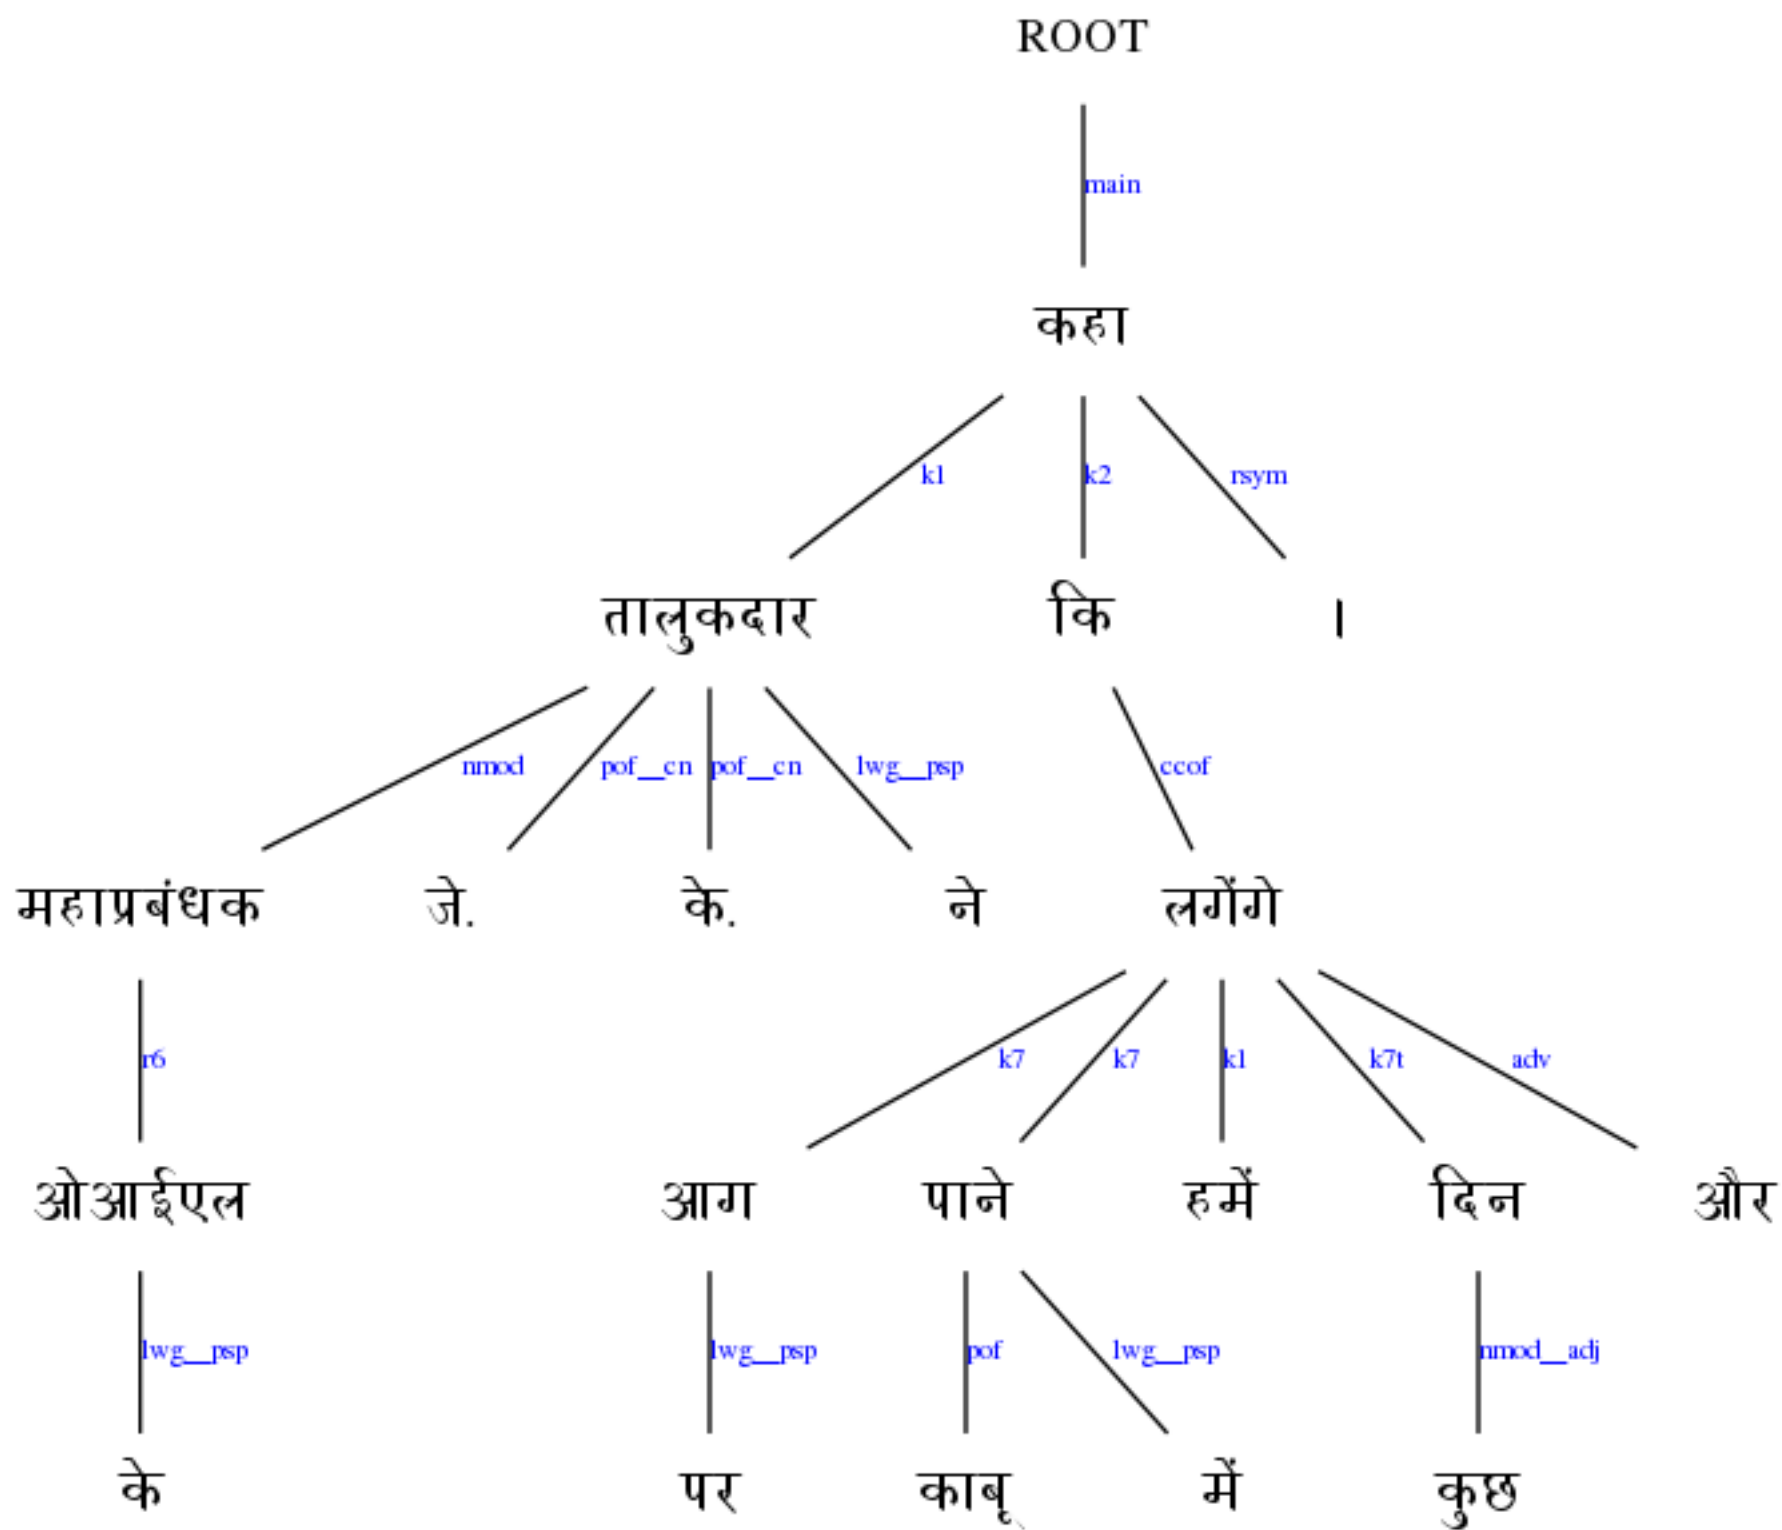 ROOT
main
कहा
k1 k2 rsym
तालुकदार कि ।
nmod pof__cn pof__cn lwg__psp ccof
महाप्रबंधक जे. के. ने लगेंगे
r6 k7 k7 k1 k7t adv
ओआईएल आग पाने हमें दिन और
lwg__psp lwg__psp pof lwg__psp nmod__adj
के पर काबू में कुछ